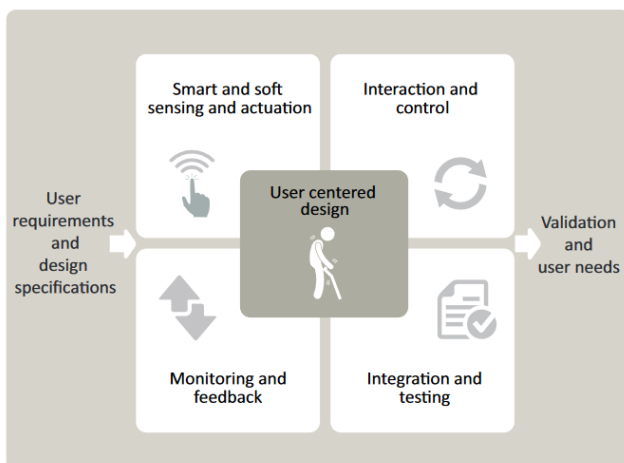 Smart and soft
sensing and actuation
Interaction and
control
User
requirements
and
design
specifications
User centered
design
Validation
and
user needs
Monitoring and
feedback
Integration and
testing